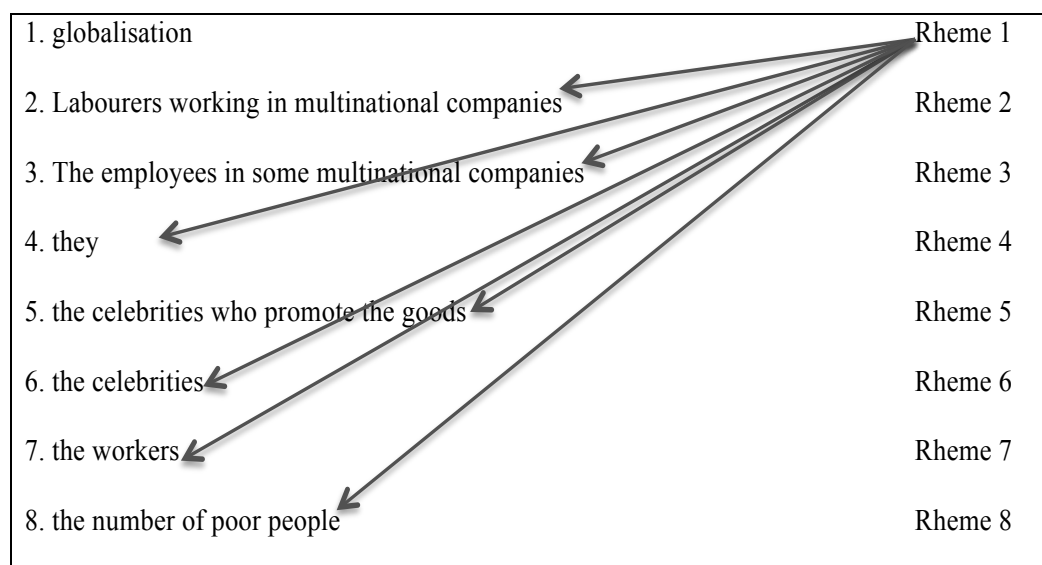 1. globalisation Rheme 1
2. Labourers working in multinational companies Rheme 2
3. The employees in some multinational companies Rheme 3
4. they Rheme 4
5. the celebrities who promote the goods Rheme 5
6. the celebrities Rheme 6
7. the workers Rheme 7
8. the number of poor people Rheme 8